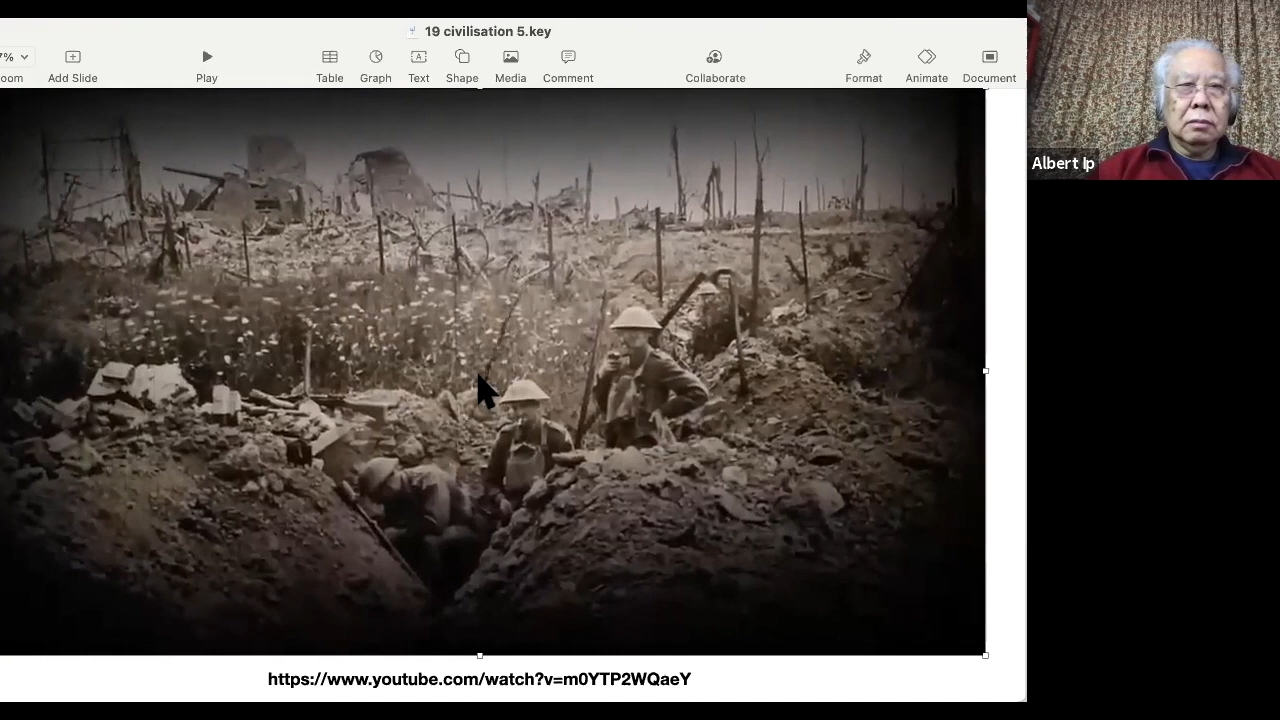 19 civilisation 5.key
7%
oom
Add Slide
Play
Table
Graph
Text
Shape
Media
Comment
Collaborate
Format
Animate
Document
Albert Ip
https://www.youtube.com/watch?v=m0YTP2WQaeY